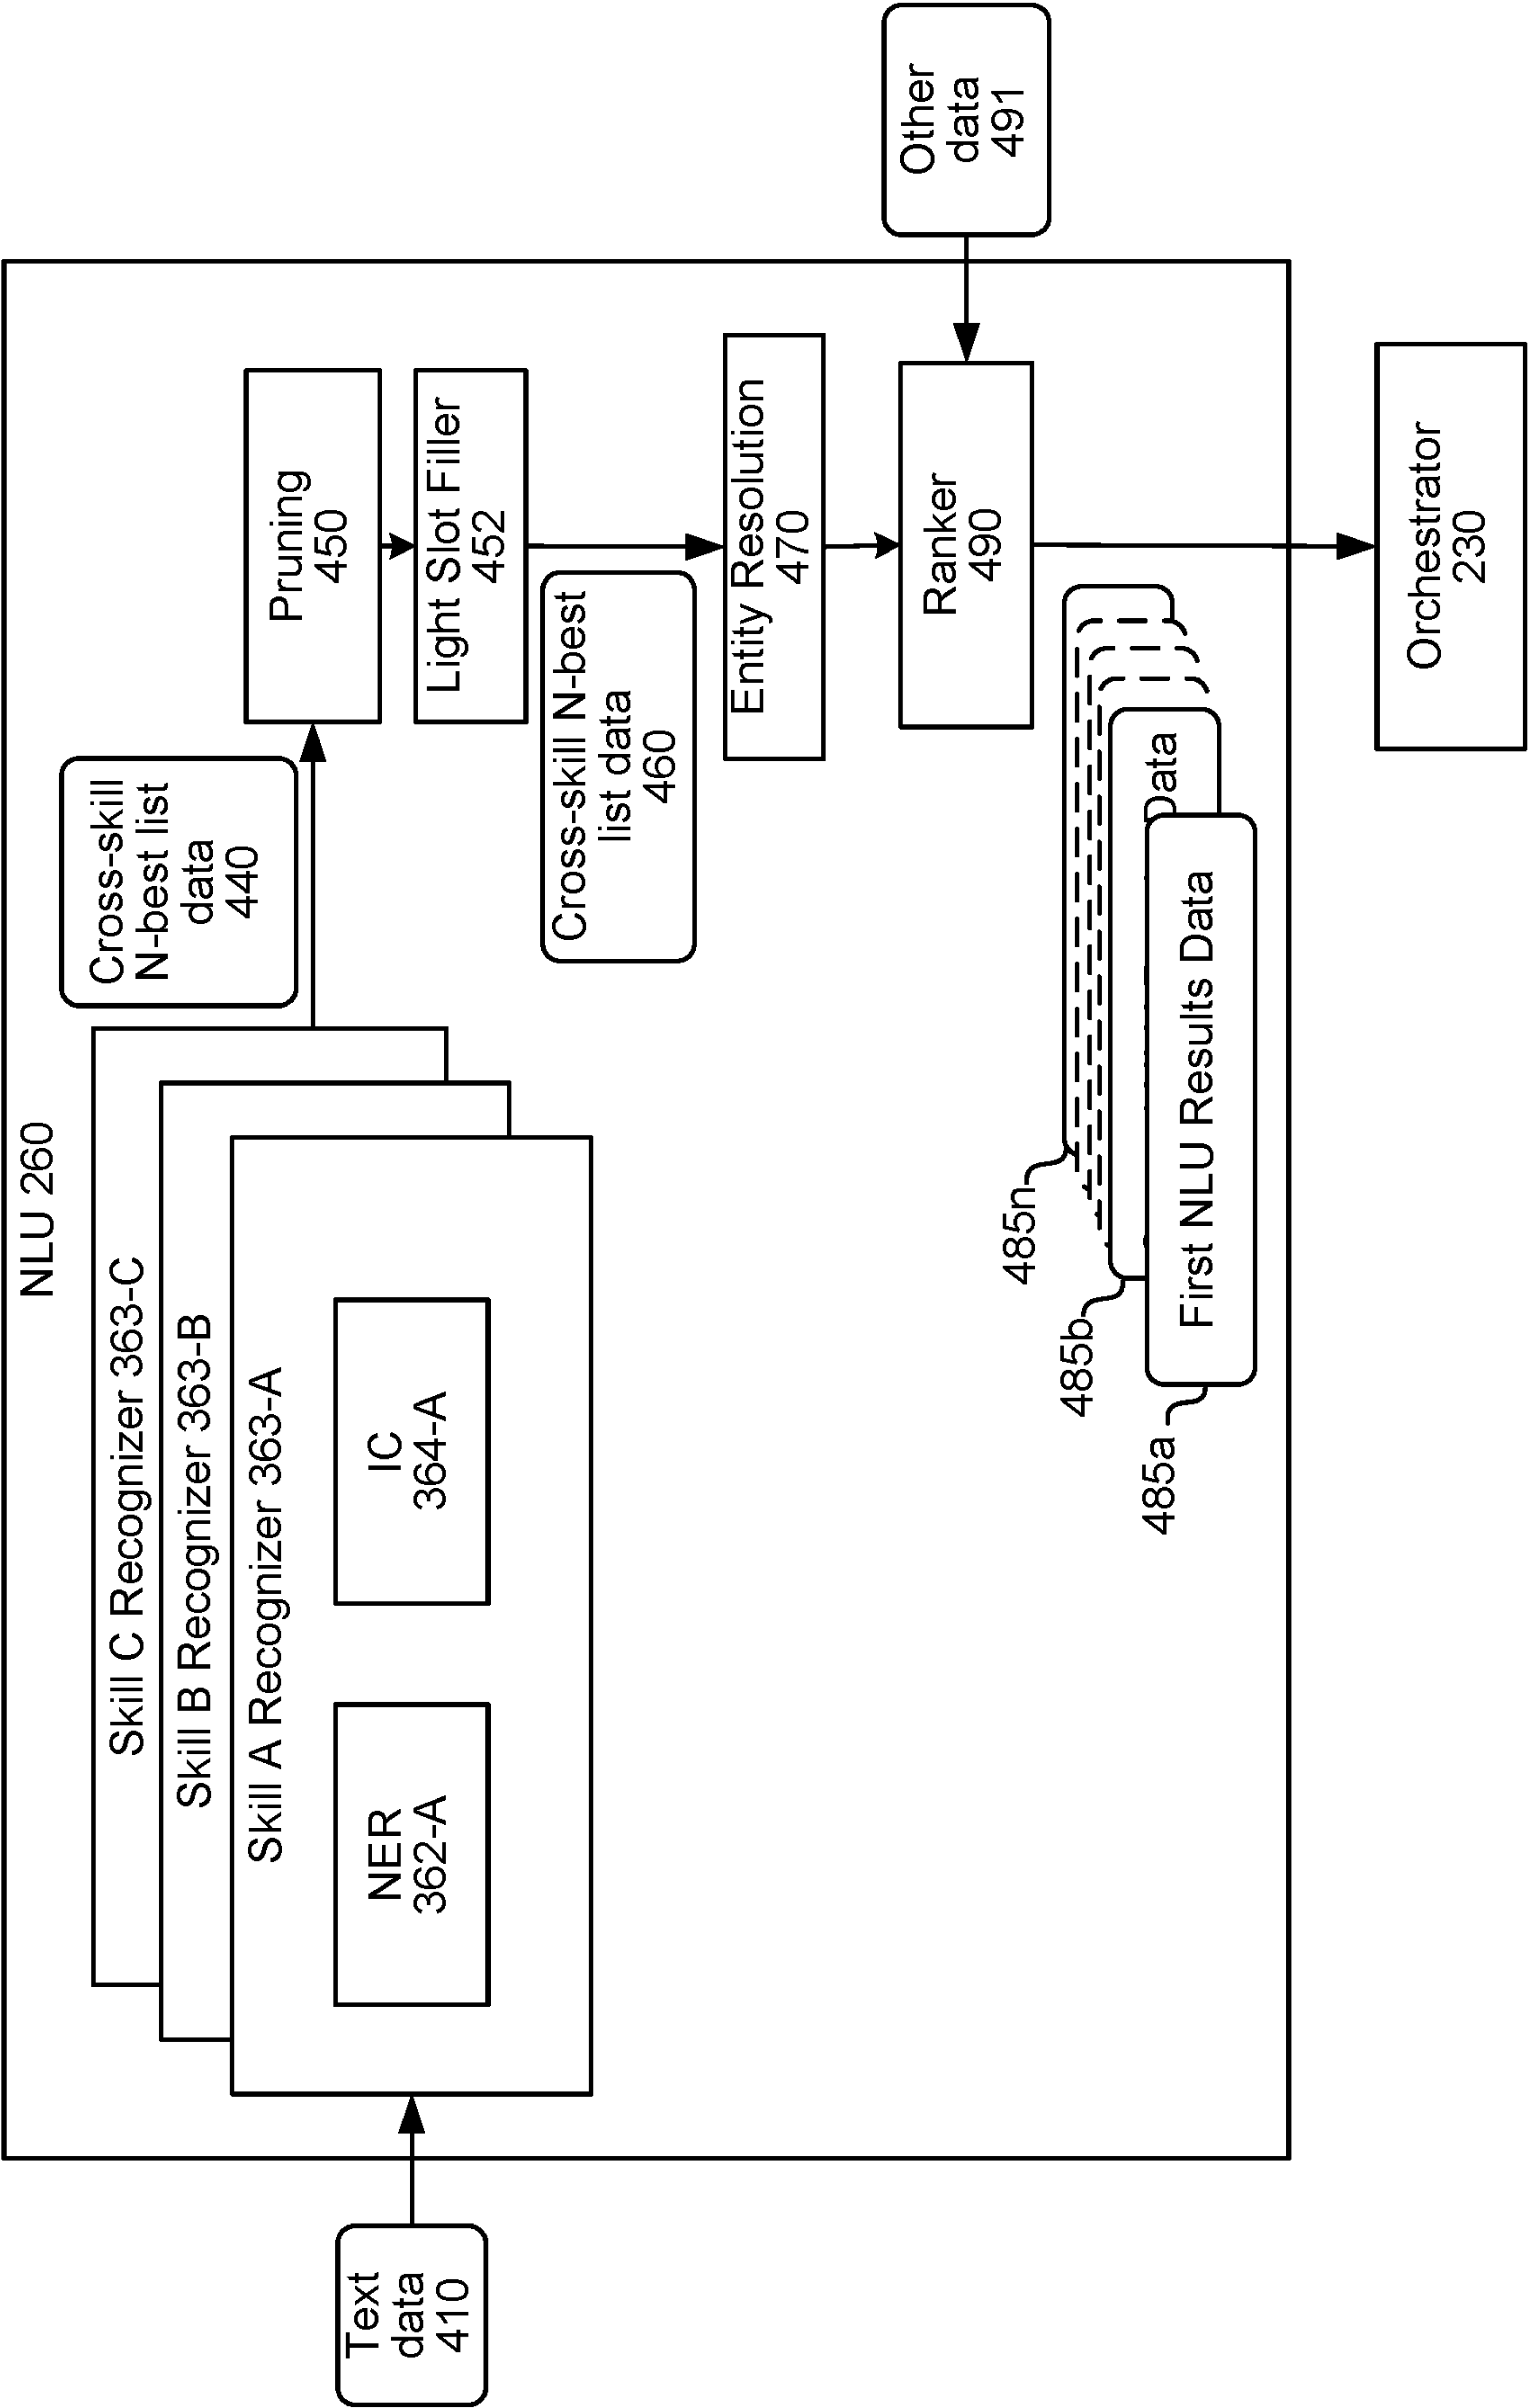 NLU 260
Skill C Recognizer 363-C
Skill B Recognizer 363-B
Skill A Recognizer 363-A
NER
362-A
IC
364-A
Text
data
410
Cross-skill
N-best list
data
440
Pruning
450
Light Slot Filler
452
Cross-skill N-best
list data
460
Entity Resolution
470
Ranker
490
Other
data
491
485n
485b
Data
485a
First NLU Results Data
Orchestrator
230